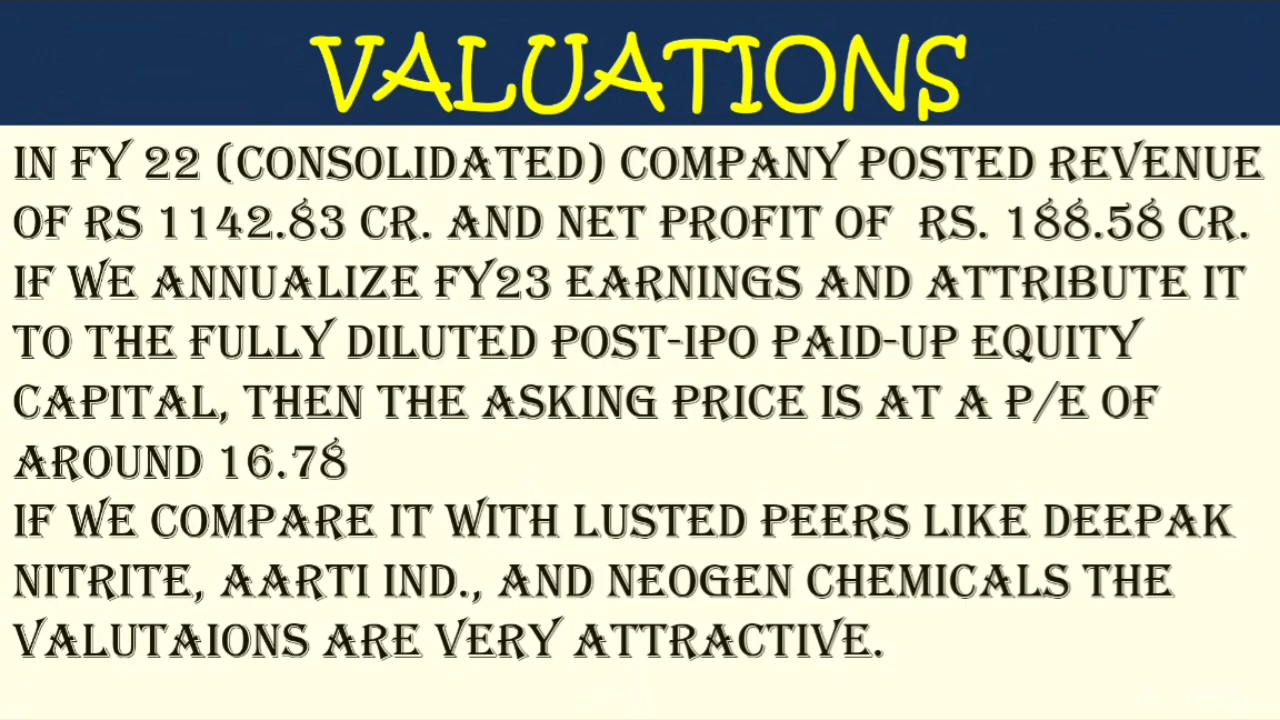 VALUATIONS
IN FY 22 (CONSOLIDATED) COMPANY POSTED REVENUE
OF RS 1142.83 CR. AND NET PROFIT OF RS. 188.58 CR.
IF WE ANNUALIZE FY23 EARNINGS AND ATTRIBUTE IT
TO THE FULLY DILUTED POST-IPO PAID-UP EQUITY
CAPITAL, THEN THE ASKING PRICE IS AT A P/E OF
AROUND 16.78
IF WE COMPARE IT WITH LUSTED PEERS LIKE DEEPAK
NITRITE, AARTI IND., AND NEOGEN CHEMICALS THE
VALUTAIONS ARE VERY ATTRACTIVE.